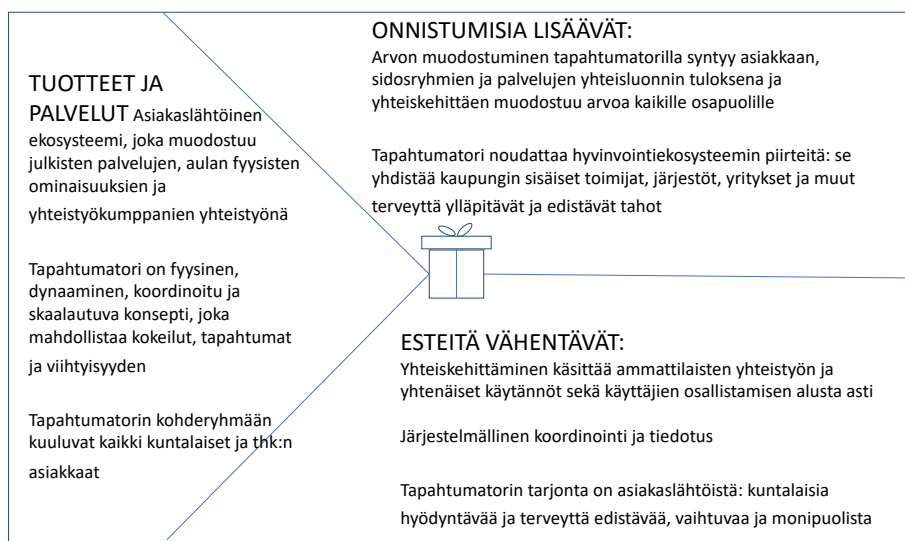 TUOTTEET JA
PALVELUT Asiakaslähtöinen
ekosysteemi, joka muodostuu
julkisten palvelujen, aulan fyysisten
ominaisuuksien ja
yhteistyökumppanien yhteistyönä
Tapahtumatori on fyysinen,
dynaaminen, koordinoitu ja
skaalautuva konsepti, joka
mahdollistaa kokeilut, tapahtumat
ja viihtyisyyden
Tapahtumatorin kohderyhmään
kuuluvat kaikki kuntalaiset ja thk:n
asiakkaat
ONNISTUMISIA LISÄÄVÄT:
Arvon muodostuminen tapahtumatorilla syntyy asiakkaan,
sidosryhmien ja palvelujen yhteisluonnin tuloksena ja
yhteiskehittäen muodostuu arvoa kaikille osapuolille
Tapahtumatori noudattaa hyvinvointiekosysteemin piirteitä: se
yhdistää kaupungin sisäiset toimijat, järjestöt, yritykset ja muut
terveyttä ylläpitävät ja edistävät tahot
ESTEITÄ VÄHENTÄVÄT:
Yhteiskehittäminen käsittää ammattilaisten yhteistyön ja
yhtenäiset käytännöt sekä käyttäjien osallistamisen alusta asti
Järjestelmällinen koordinointi ja tiedotus
Tapahtumatorin tarjonta on asiakaslähtöistä: kuntalaisia
hyödyntävää ja terveyttä edistävää, vaihtuvaa ja monipuolista